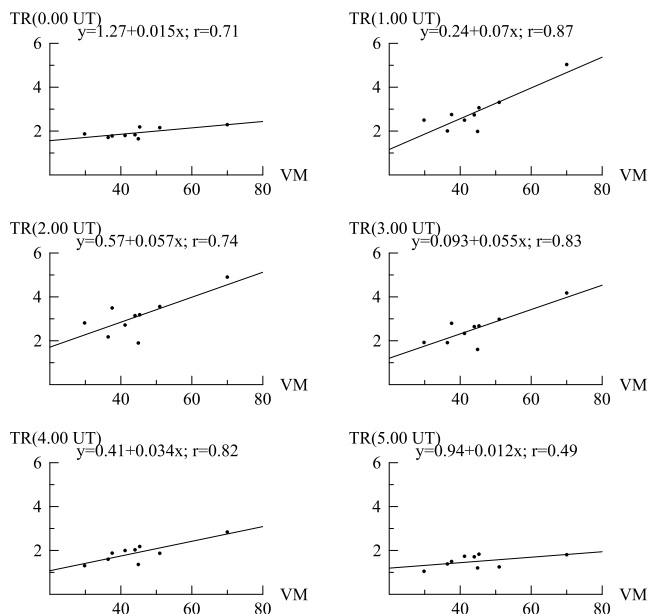 TR(0.00 UT)
y=1.27+0.015x; r=0.71
6
4
2
40
60
80
VM
TR(1.00 UT)
y=0.24+0.07x; r=0.87
6
4
2
40
60
80
VM
TR(2.00 UT)
y=0.57+0.057x; r=0.74
6
4
2
40
60
80
VM
TR(3.00 UT)
y=0.093+0.055x; r=0.83
6
4
2
40
60
80
VM
TR(4.00 UT)
y=0.41+0.034x; r=0.82
6
4
2
40
60
80
VM
TR(5.00 UT)
y=0.94+0.012x; r=0.49
6
4
2
40
60
80
VM